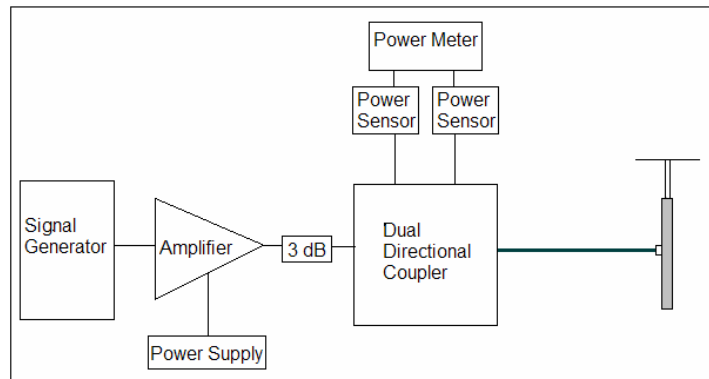 Power Meter
Power
Sensor
Power
Sensor
Signal
Generator
Amplifier
3 dB
Dual
Directional
Coupler
Power Supply